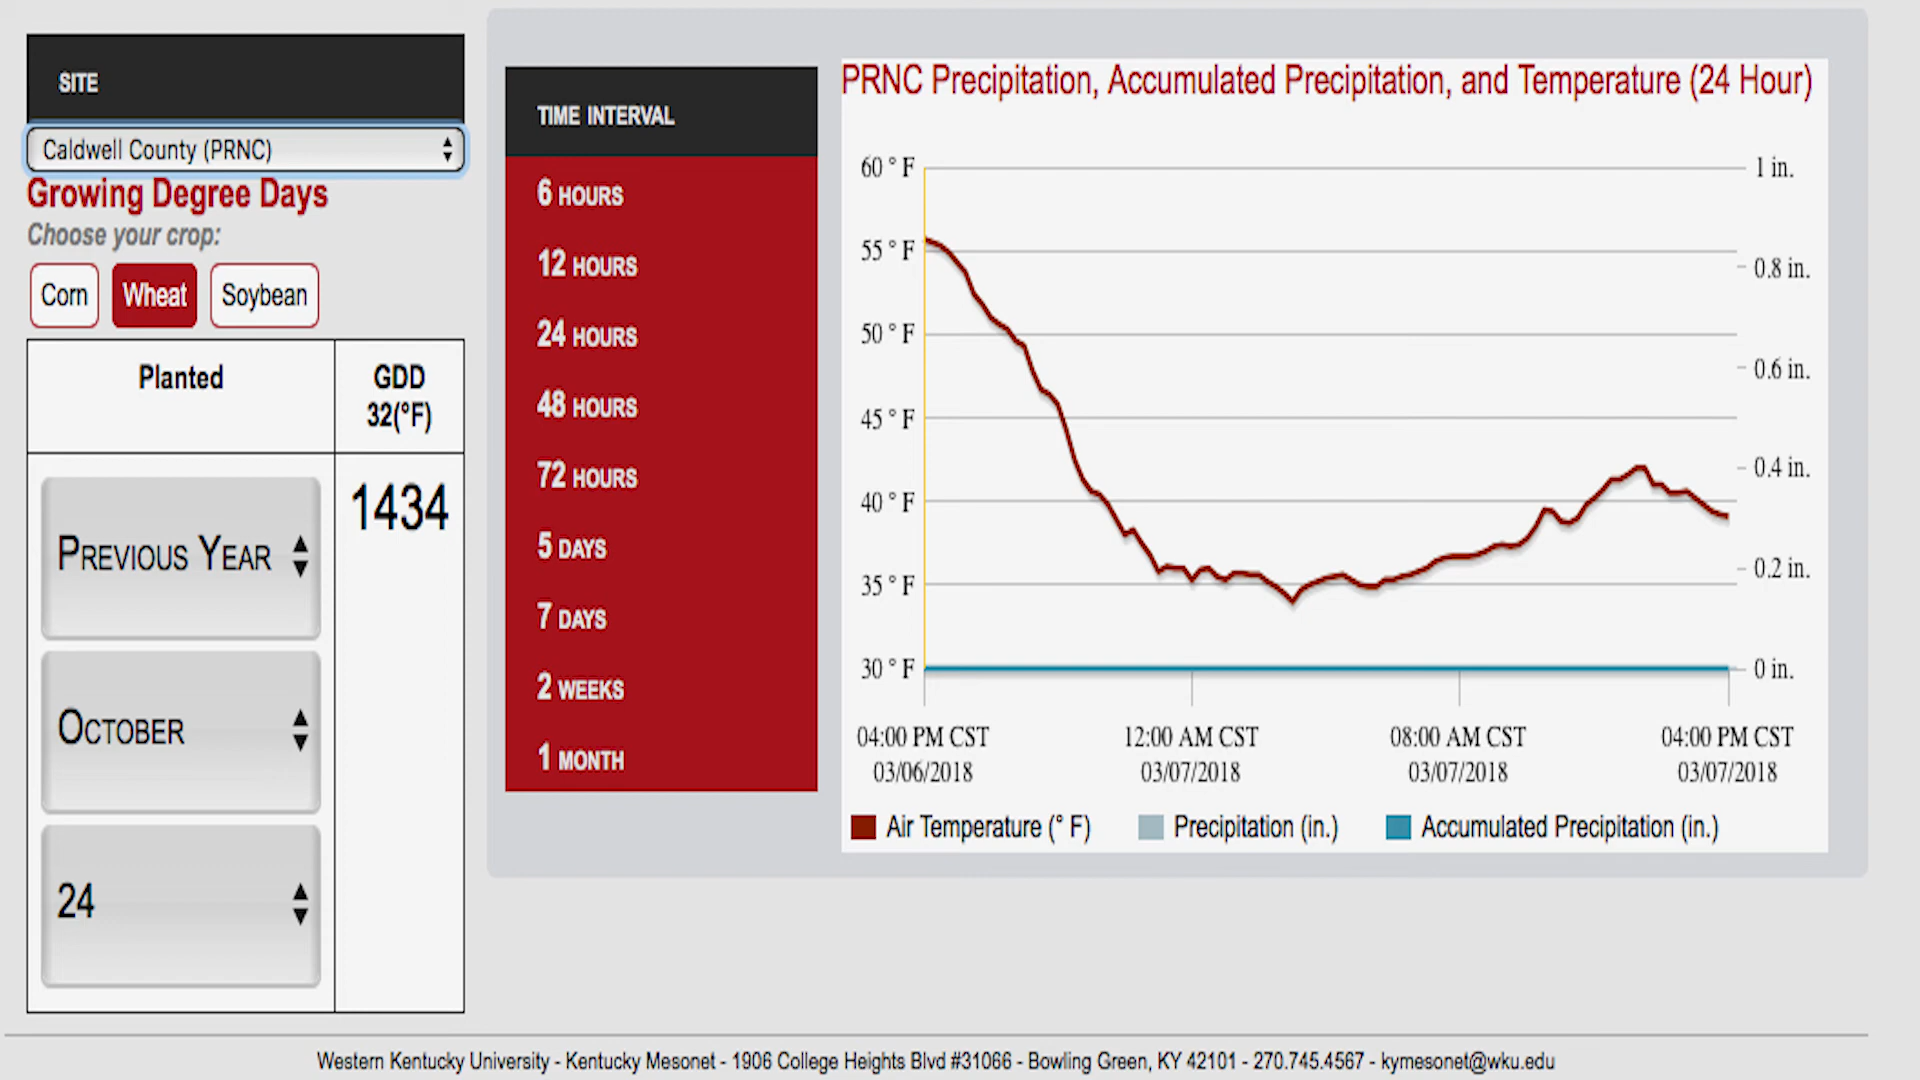 SITE
Caldwell County (PRNC)
Growing Degree Days
Choose your crop:
Corn
Wheat
Soybean
Planted
GDD
32(°F)
PREVIOUS YEAR
1434
OCTOBER
24
TIME INTERVAL
6 HOURS
12 HOURS
24 HOURS
48 HOURS
72 HOURS
5 DAYS
7 DAYS
2 WEEKS
1 MONTH
PRNC Precipitation, Accumulated Precipitation, and Temperature (24 Hour)
60 ° F
55 ° F
50 ° F
45 ° F
40 ° F
35 ° F
30 ° F
1 in.
0.8 in.
0.6 in.
0.4 in.
0.2 in.
0 in.
04:00 PM CST
03/06/2018
12:00 AM CST
03/07/2018
08:00 AM CST
03/07/2018
04:00 PM CST
03/07/2018
Air Temperature (° F)
Precipitation (in.)
Accumulated Precipitation (in.)
Western Kentucky University - Kentucky Mesonet - 1906 College Heights Blvd #31066 - Bowling Green, KY 42101 - 270.745.4567 - kymesonet@wku.edu